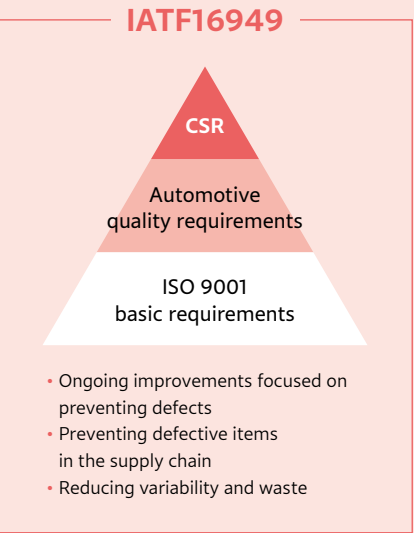 IATF16949
CSR
Automotive
quality requirements
ISO 9001
basic requirements
• Ongoing improvements focused on
preventing defects
• Preventing defective items
in the supply chain
• Reducing variability and waste